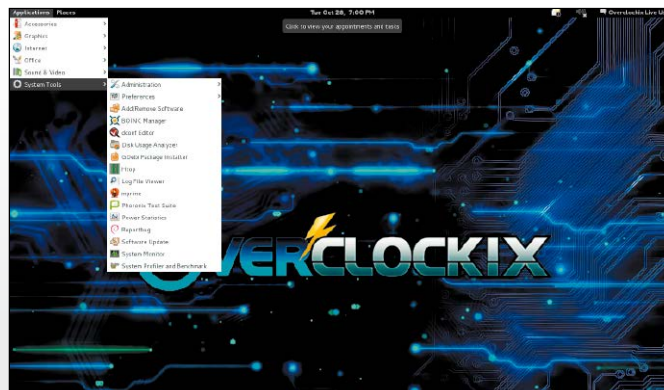 Applications Places Tue Oct 28, 7:00 PM Overclockix Live U
Click to view your appointments and tasks
Accessories
Graphics
Internet
Office
Sound & Video
System Tools
Administration
Preferences
Add/Remove Software
BOINC Manager
dconf Editor
Disk Usage Analyzer
GDebi Package Installer
Htop
Log File Viewer
Phoronix Test Suite
Power Statistics
Reportbug
Software Update
System Monitor
System Profiler and Benchmark
OVERCLOCKIX